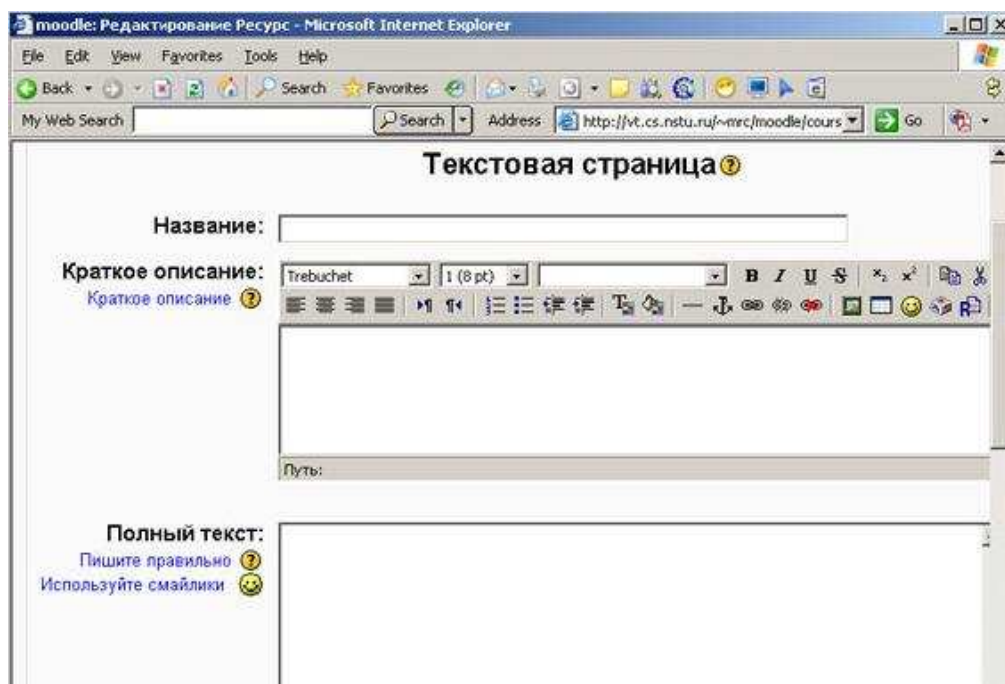 moodle: Редактирование Ресурс - Microsoft Internet Explorer
File Edit View Favorites Tools Help
Back Search Favorites
My Web Search Search Address http://vt.cs.nstu.ru/~mrc/moodle/cours Go
Текстовая страница
Название:
Краткое описание: Trebuchet 1 (8 pt) B I U S x₂ x²
Краткое описание
Путь:
Полный текст:
Пишите правильно
Используйте смайлики